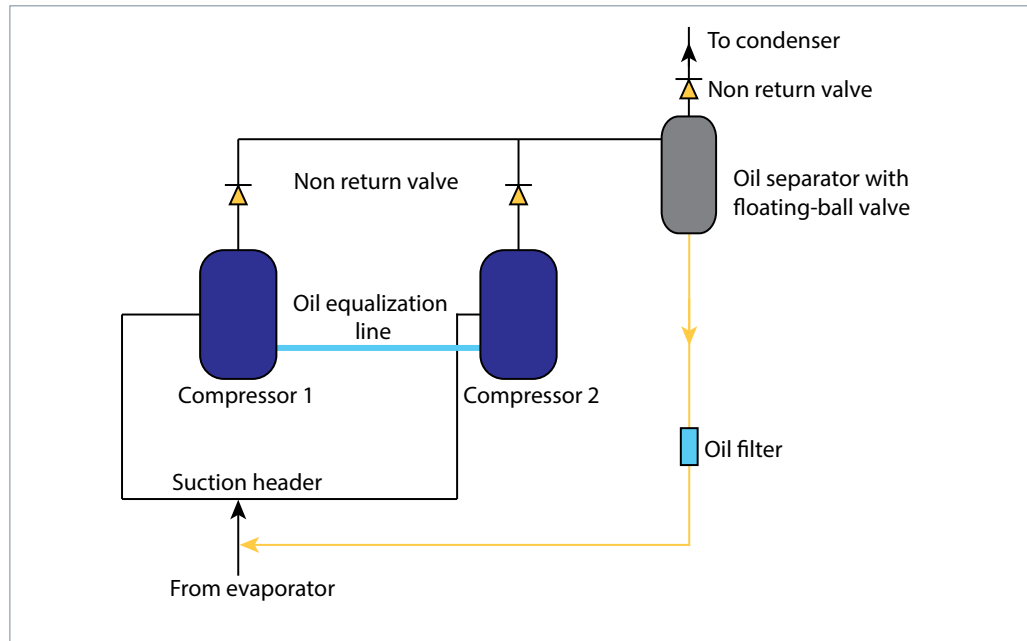 To condenser
Non return valve
Non return valve
Oil separator with
floating-ball valve
Oil equalization
line
Compressor 1
Compressor 2
Oil filter
Suction header
From evaporator